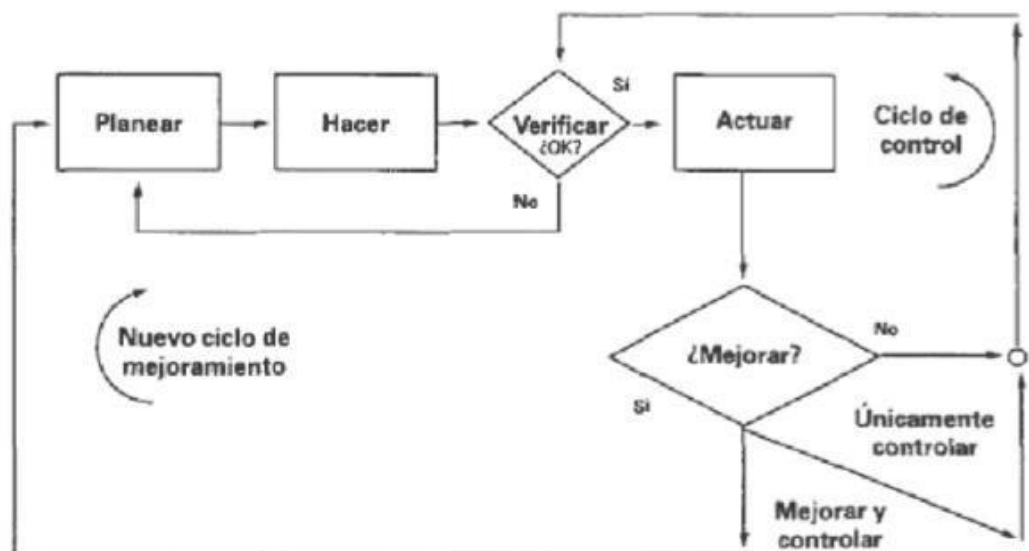 Planear
Hacer
Verificar
¿OK?
Sí
No
Actuar
Ciclo de
control
Nuevo ciclo de
mejoramiento
¿Mejorar?
No
Sí
Únicamente
controlar
Mejorar y
controlar